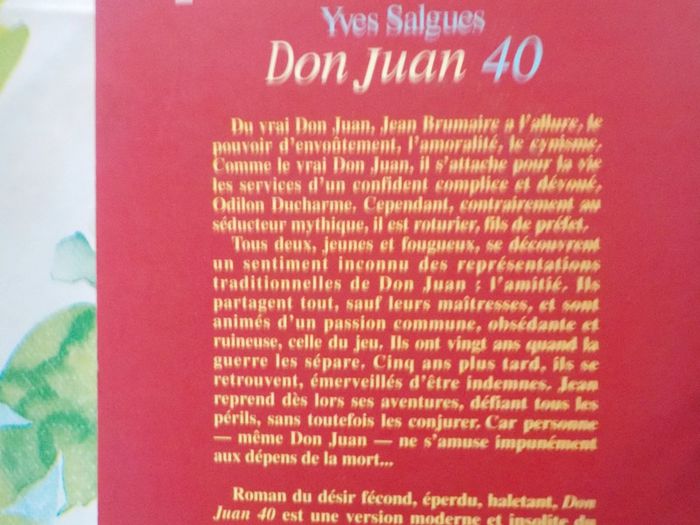 Yves Salgues
Don Juan 40
Du vrai Don Juan, Jean Brumaire a l'allure, le
pouvoir d'envoûtement, l'amoralité, le cynisme.
Comme le vrai Don Juan, il s'attache pour la vie
les services d'un confident complice et dévoué,
Odilon Ducharme. Cependant, contrairement au
séducteur mythique, il est roturier, fils de préfet.
Tous deux, jeunes et fougueux, se découvrent
un sentiment inconnu des représentations
traditionnelles de Don Juan : l'amitié. Ils
partagent tout, sauf leurs maîtresses, et sont
animés d'un passion commune, obsédante et
ruineuse, celle du jeu. Ils ont vingt ans quand la
guerre les sépare. Cinq ans plus tard, ils se
retrouvent, émerveillés d'être indemnes. Jean
reprend dès lors ses aventures, défiant tous les
périls, sans toutefois les conjurer. Car personne
— même Don Juan — ne s'amuse impunément
aux dépens de la mort...
Roman du désir fécond, éperdu, haletant, Don
Juan 40 est une version moderne et insolite de